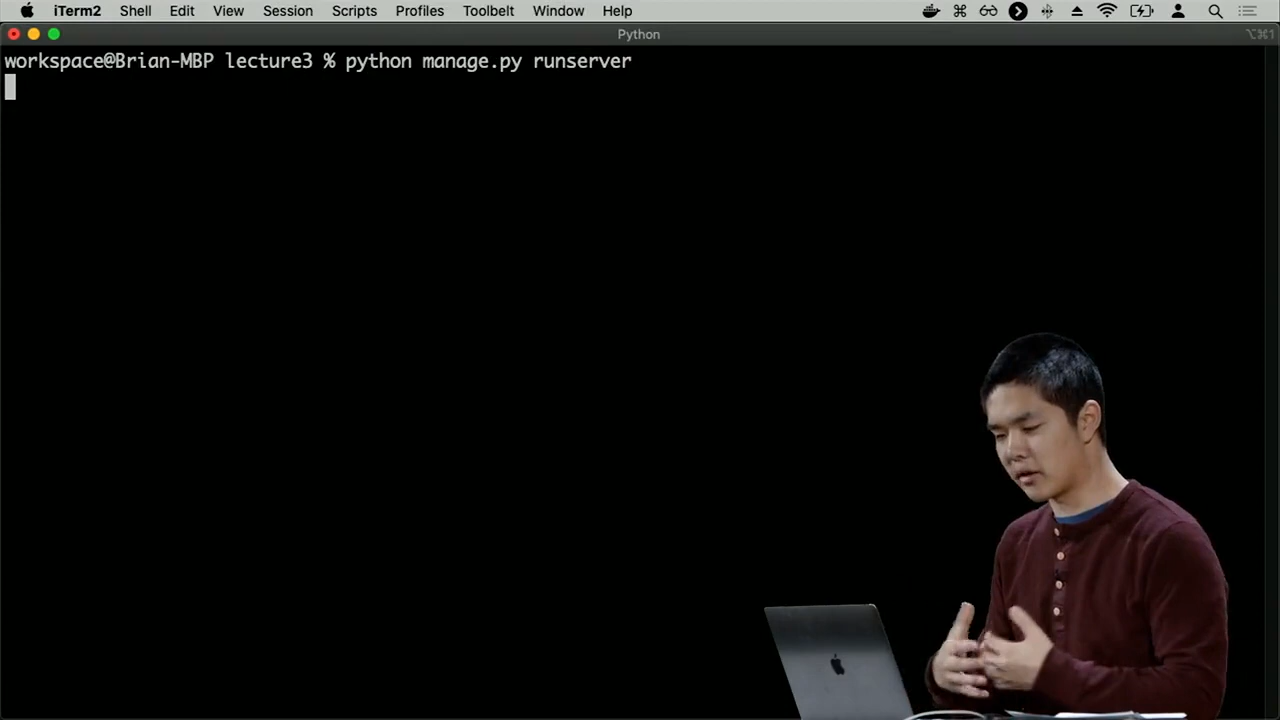 iTerm2 Shell Edit View Session Scripts Profiles Toolbelt Window Help
Python
⌥⌘1
workspace@Brian-MBP lecture3 % python manage.py runserver